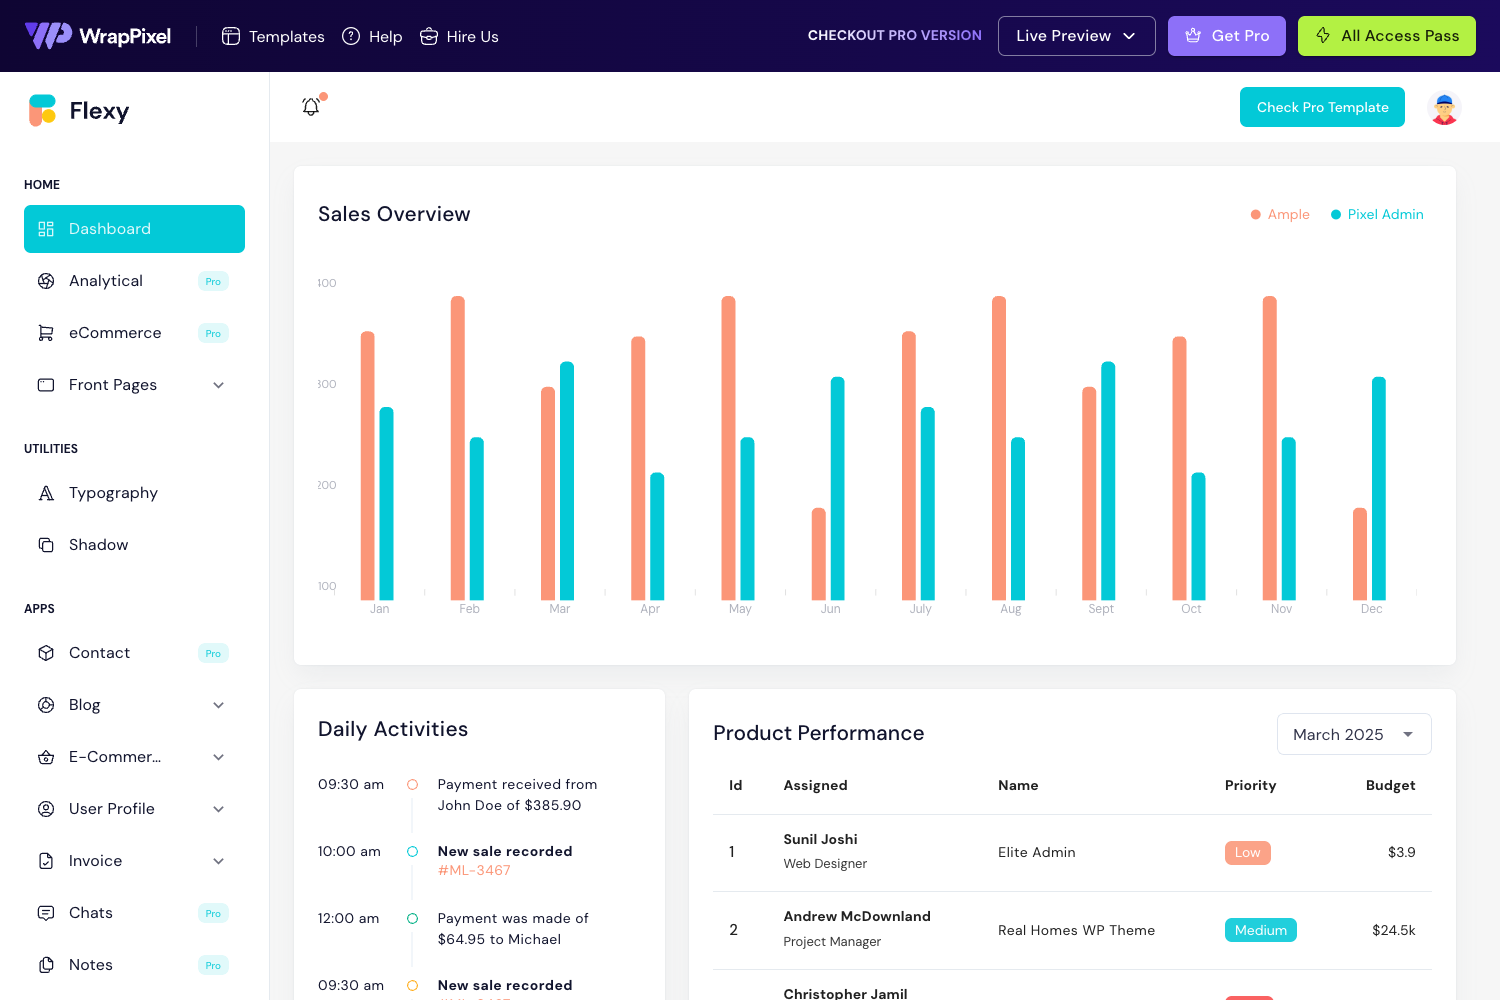 WrapPixel
Templates
Help
Hire Us
CHECKOUT PRO VERSION
Live Preview
Get Pro
All Access Pass
Flexy
Check Pro Template
HOME
Dashboard
Analytical Pro
eCommerce Pro
Front Pages
UTILITIES
Typography
Shadow
APPS
Contact Pro
Blog
E-Commer...
User Profile
Invoice
Chats Pro
Notes Pro
Sales Overview
Ample
Pixel Admin
400
300
200
100
Jan Feb Mar Apr May Jun July Aug Sept Oct Nov Dec
Daily Activities
09:30 am Payment received from
John Doe of $385.90
10:00 am New sale recorded
#ML-3467
12:00 am Payment was made of
$64.95 to Michael
09:30 am New sale recorded
Product Performance
March 2025
Id Assigned Name Priority Budget
Sunil Joshi
1 Elite Admin Low $3.9
Web Designer
Andrew McDownland
2 Real Homes WP Theme Medium $24.5k
Project Manager
Christopher Jamil